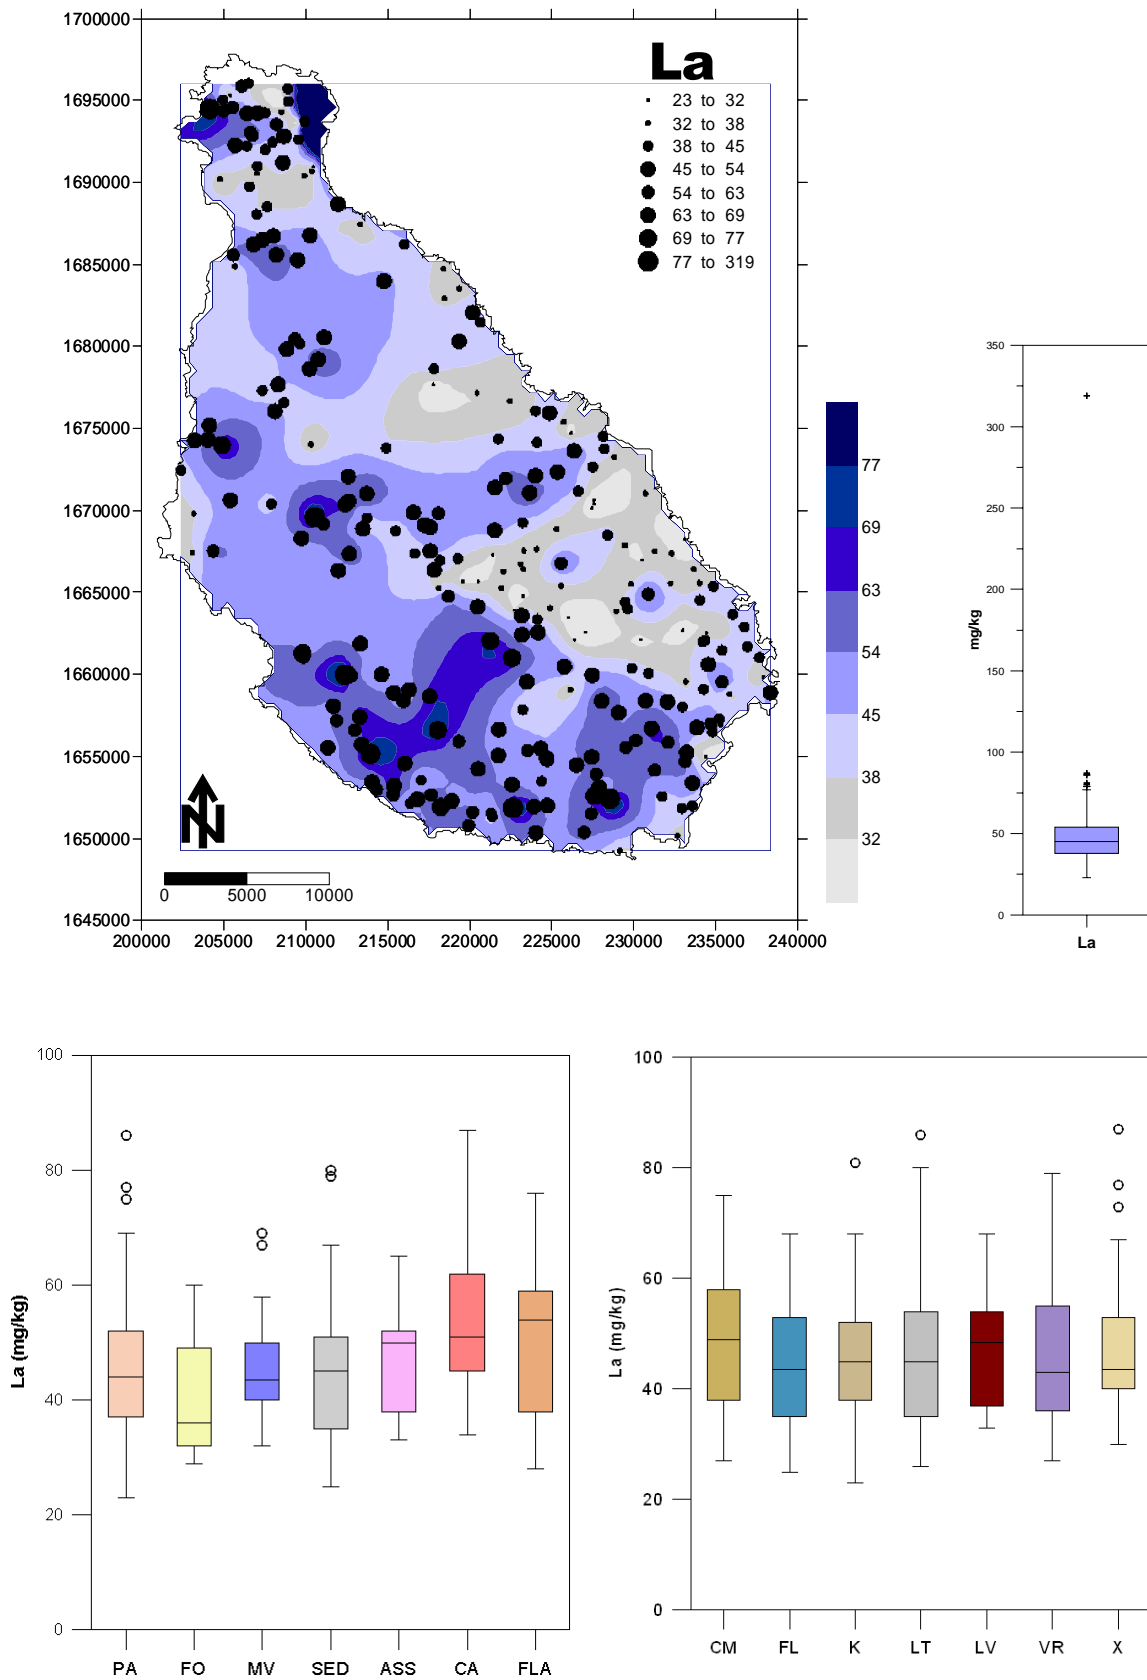 La
23 to 32
32 to 38
38 to 45
45 to 54
54 to 63
63 to 69
69 to 77
77 to 319
1700000
1695000
1690000
1685000
1680000
1675000
1670000
1665000
1660000
1655000
1650000
1645000
200000 205000 210000 215000 220000 225000 230000 235000 240000
N
0 5000 10000
77
69
63
54
45
38
32
350
300
250
200
150
100
50
0
mg/kg
La
100
80
60
40
20
0
La (mg/kg)
PA FO MV SED ASS CA FLA
100
80
60
40
20
0
La (mg/kg)
CM FL K LT LV VR X